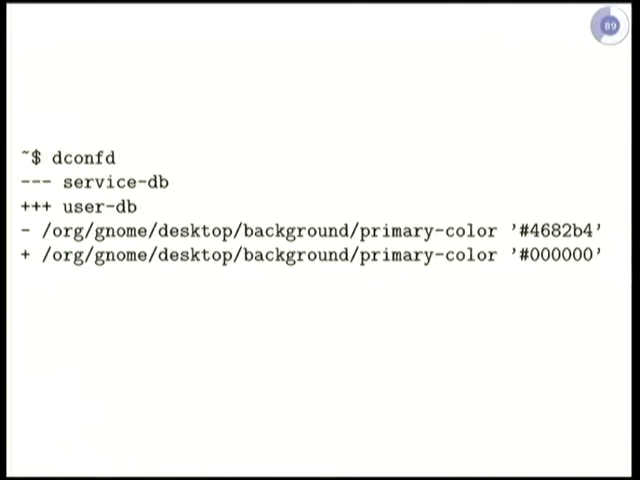 89
~$ dconfd
--- service-db
+++ user-db
- /org/gnome/desktop/background/primary-color '#4682b4'
+ /org/gnome/desktop/background/primary-color '#000000'